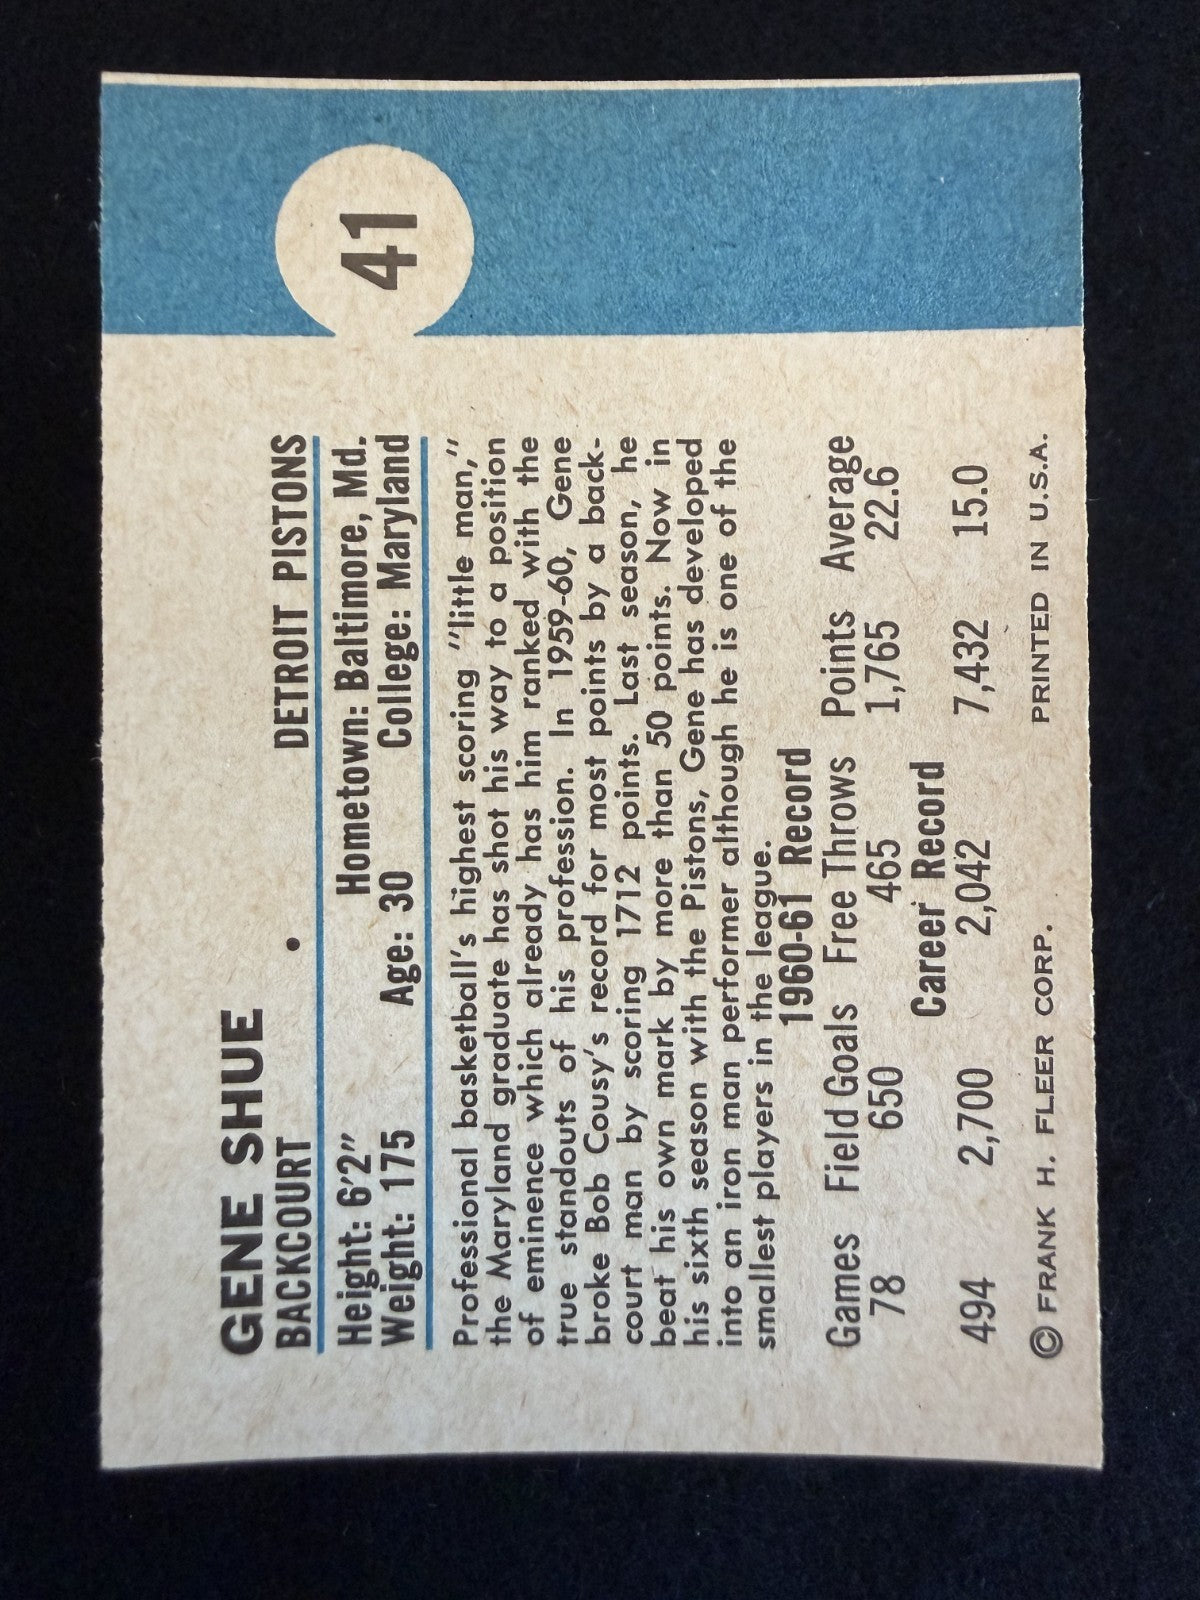 41
GENE SHUE
BACKCOURT • DETROIT PISTONS
Height: 6'2" Hometown: Baltimore, Md.
Weight: 175 Age: 30 College: Maryland
Professional basketball's highest scoring "little man,"
the Maryland graduate has shot his way to a position
of eminence which already has him ranked with the
true standouts of his profession. In 1959-60, Gene
broke Bob Cousy's record for most points by a back-
court man by scoring 1712 points. Last season, he
beat his own mark by more than 50 points. Now in
his sixth season with the Pistons, Gene has developed
into an iron man performer although he is one of the
smallest players in the league.
1960-61 Record
Games Field Goals Free Throws Points Average
78 650 465 1,765 22.6
Career Record
494 2,700 2,042 7,432 15.0
© FRANK H. FLEER CORP. PRINTED IN U.S.A.